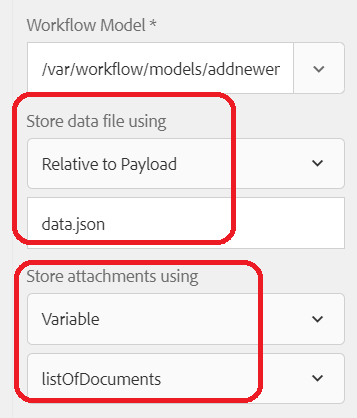 Workflow Model *
/var/workflow/models/addnewer
Store data file using
Relative to Payload
data.json
Store attachments using
Variable
listOfDocuments